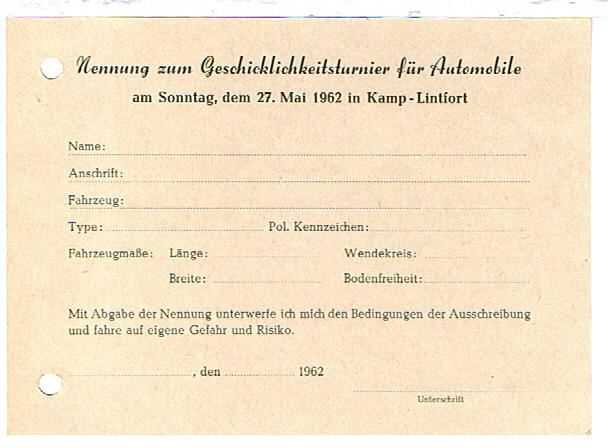 Nennung zum Geschicklichkeitsturnier für Automobile
am Sonntag, dem 27. Mai 1962 in Kamp-Lintfort
Name:
Anschrift:
Fahrzeug:
Type: Pol. Kennzeichen:
Fahrzeugmaße: Länge: Wendekreis:
Breite: Bodenfreiheit:
Mit Abgabe der Nennung unterwerfe ich mich den Bedingungen der Ausschreibung
und fahre auf eigene Gefahr und Risiko.
, den 1962
Unterschrift